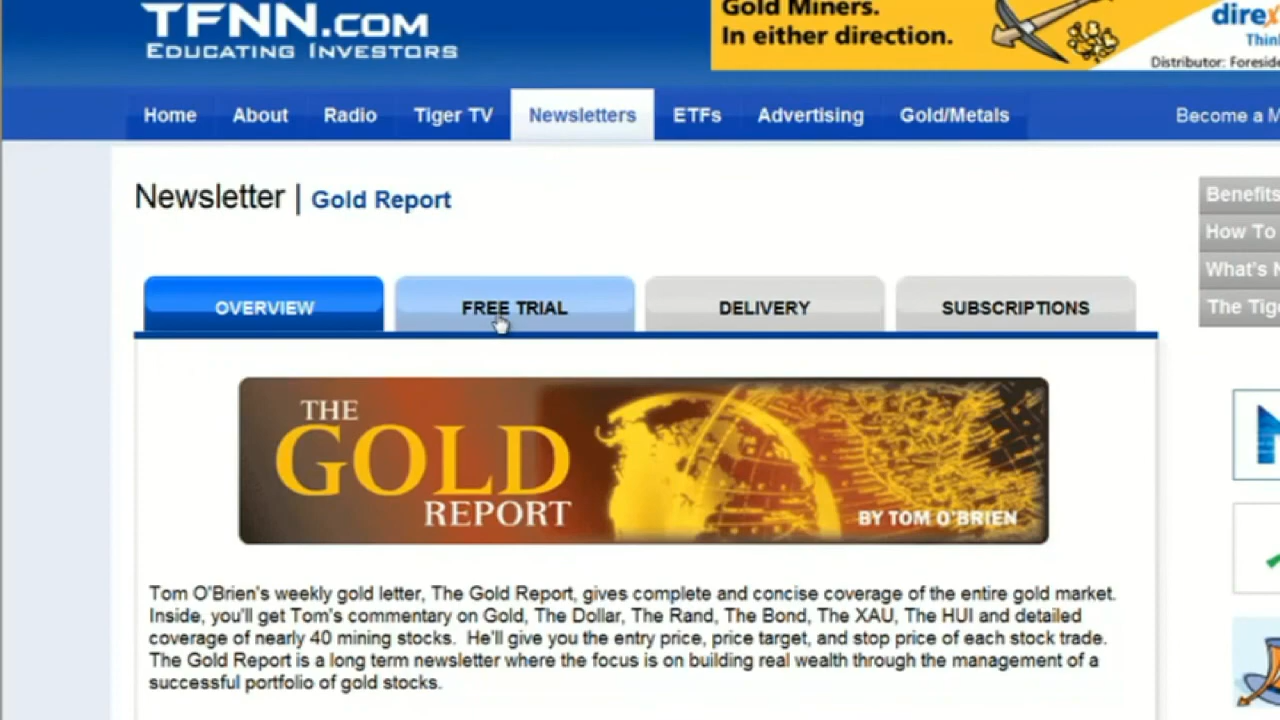 TFNN.COM
EDUCATING INVESTORS
Gold Miners.
In either direction.
Distributor:
Home About Radio Tiger TV Newsletters ETFs Advertising Gold/Metals Become a
Newsletter | Gold Report
Benefits
How To
What's
The
OVERVIEW FREE TRIAL DELIVERY SUBSCRIPTIONS
THE
GOLD
REPORT
BY TOM O'BRIEN
Tom O'Brien's weekly gold letter, The Gold Report, gives complete and concise coverage of the entire gold market.
Inside, you'll get Tom's commentary on Gold, The Dollar, The Rand, The Bond, The XAU, The HUI and detailed
coverage of nearly 40 mining stocks. He'll give you the entry price, price target, and stop price of each stock trade.
The Gold Report is a long term newsletter where the focus is on building real wealth through the management of a
successful portfolio of gold stocks.